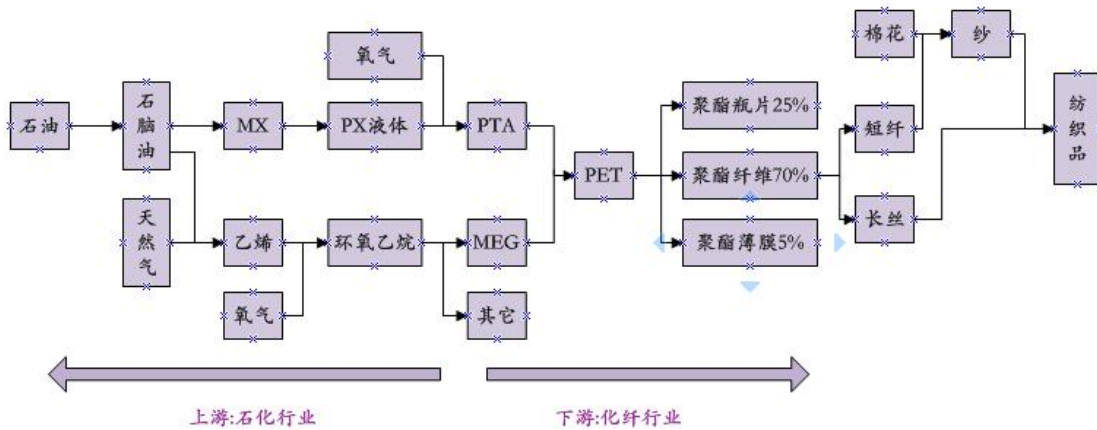 氧气
棉花
纱
石油
石脑油
MX
PX液体
PTA
聚酯瓶片25%
短纤
纺织品
PET
聚酯纤维70%
天然气
乙烯
环氧乙烷
MEG
聚酯薄膜5%
长丝
氧气
其它
上游:石化行业
下游:化纤行业